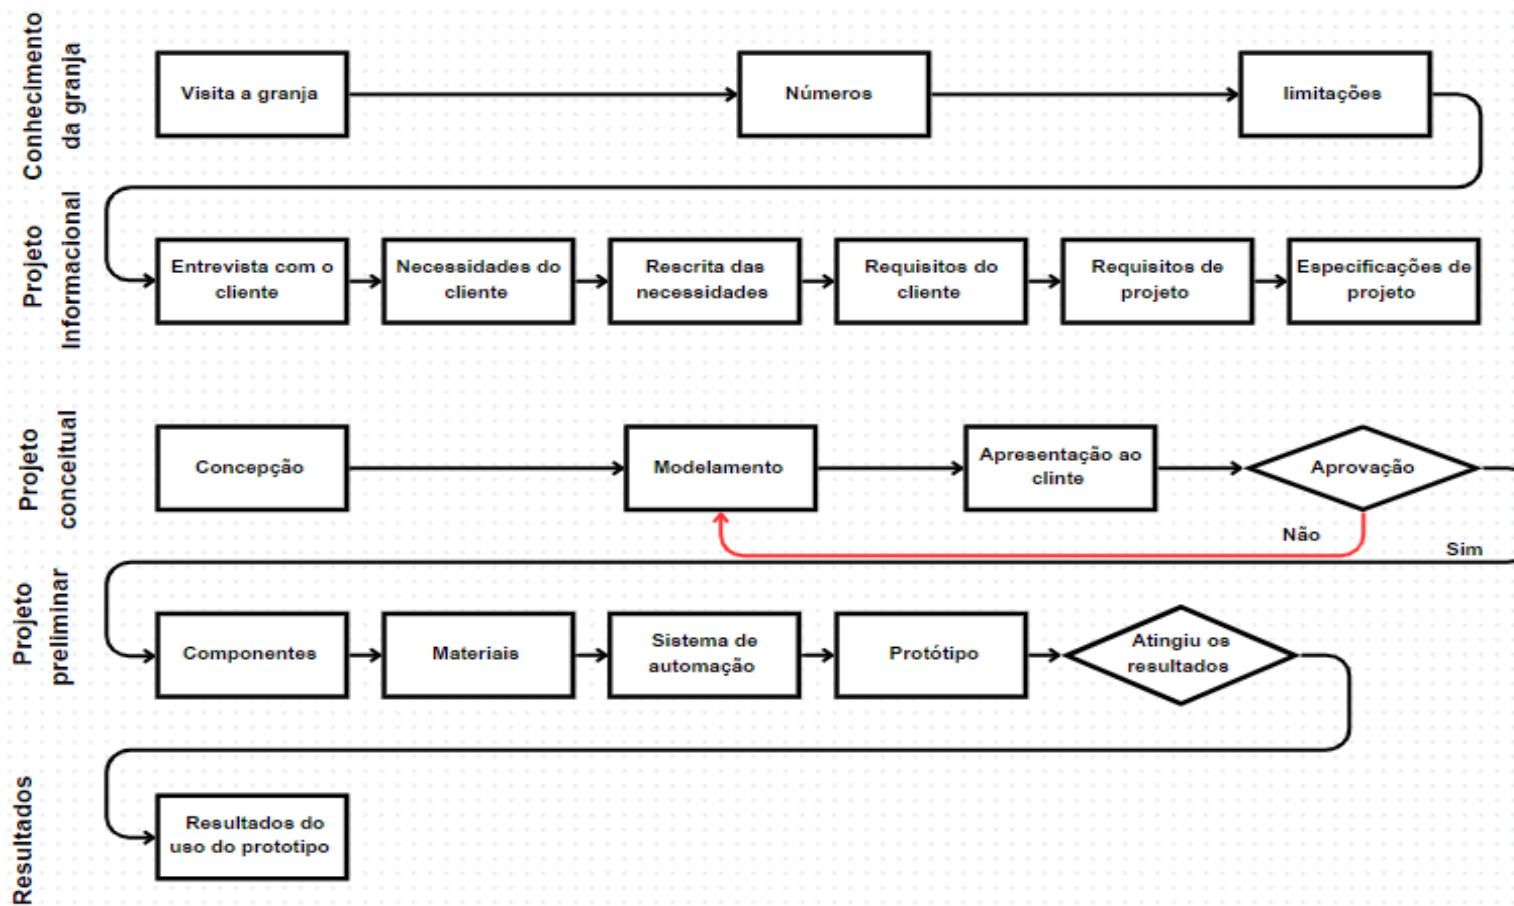 Conhecimento
da granja
Visita a granja
Números
limitações
Projeto
Informacional
Entrevista com o
cliente
Necessidades do
cliente
Rescrita das
necessidades
Requisitos do
cliente
Requisitos de
projeto
Especificações de
projeto
Projeto
conceitual
Concepção
Modelamento
Apresentação ao
clinte
Aprovação
Não
Sim
Projeto
preliminar
Componentes
Materiais
Sistema de
automação
Protótipo
Atingiu os
resultados
Resultados
Resultados do
uso do prototipo